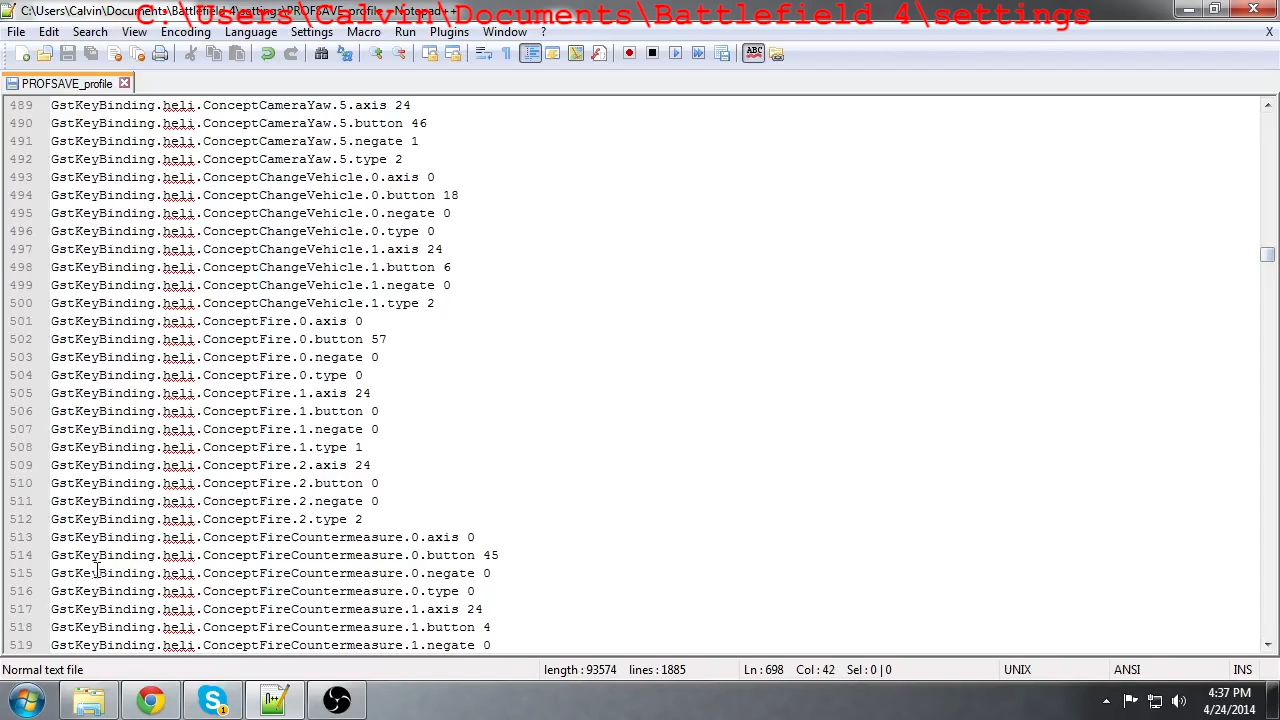 C:\Users\Calvin\Documents\Battlefield 4\settings\PROFSAVE_profile - Notepad++
C:\Users\Calvin\Documents\Battlefield 4\settings
File Edit Search View Encoding Language Settings Macro Run Plugins Window ? X
ABC
PROFSAVE_profile
489 GstKeyBinding.heli.ConceptCameraYaw.5.axis 24
490 GstKeyBinding.heli.ConceptCameraYaw.5.button 46
491 GstKeyBinding.heli.ConceptCameraYaw.5.negate 1
492 GstKeyBinding.heli.ConceptCameraYaw.5.type 2
493 GstKeyBinding.heli.ConceptChangeVehicle.0.axis 0
494 GstKeyBinding.heli.ConceptChangeVehicle.0.button 18
495 GstKeyBinding.heli.ConceptChangeVehicle.0.negate 0
496 GstKeyBinding.heli.ConceptChangeVehicle.0.type 0
497 GstKeyBinding.heli.ConceptChangeVehicle.1.axis 24
498 GstKeyBinding.heli.ConceptChangeVehicle.1.button 6
499 GstKeyBinding.heli.ConceptChangeVehicle.1.negate 0
500 GstKeyBinding.heli.ConceptChangeVehicle.1.type 2
501 GstKeyBinding.heli.ConceptFire.0.axis 0
502 GstKeyBinding.heli.ConceptFire.0.button 57
503 GstKeyBinding.heli.ConceptFire.0.negate 0
504 GstKeyBinding.heli.ConceptFire.0.type 0
505 GstKeyBinding.heli.ConceptFire.1.axis 24
506 GstKeyBinding.heli.ConceptFire.1.button 0
507 GstKeyBinding.heli.ConceptFire.1.negate 0
508 GstKeyBinding.heli.ConceptFire.1.type 1
509 GstKeyBinding.heli.ConceptFire.2.axis 24
510 GstKeyBinding.heli.ConceptFire.2.button 0
511 GstKeyBinding.heli.ConceptFire.2.negate 0
512 GstKeyBinding.heli.ConceptFire.2.type 2
513 GstKeyBinding.heli.ConceptFireCountermeasure.0.axis 0
514 GstKeyBinding.heli.ConceptFireCountermeasure.0.button 45
515 GstKeyBinding.heli.ConceptFireCountermeasure.0.negate 0
516 GstKeyBinding.heli.ConceptFireCountermeasure.0.type 0
517 GstKeyBinding.heli.ConceptFireCountermeasure.1.axis 24
518 GstKeyBinding.heli.ConceptFireCountermeasure.1.button 4
519 GstKeyBinding.heli.ConceptFireCountermeasure.1.negate 0
Normal text file length : 93574 lines : 1885 Ln : 698 Col : 42 Sel : 0 | 0 UNIX ANSI INS
4:37 PM
4/24/2014